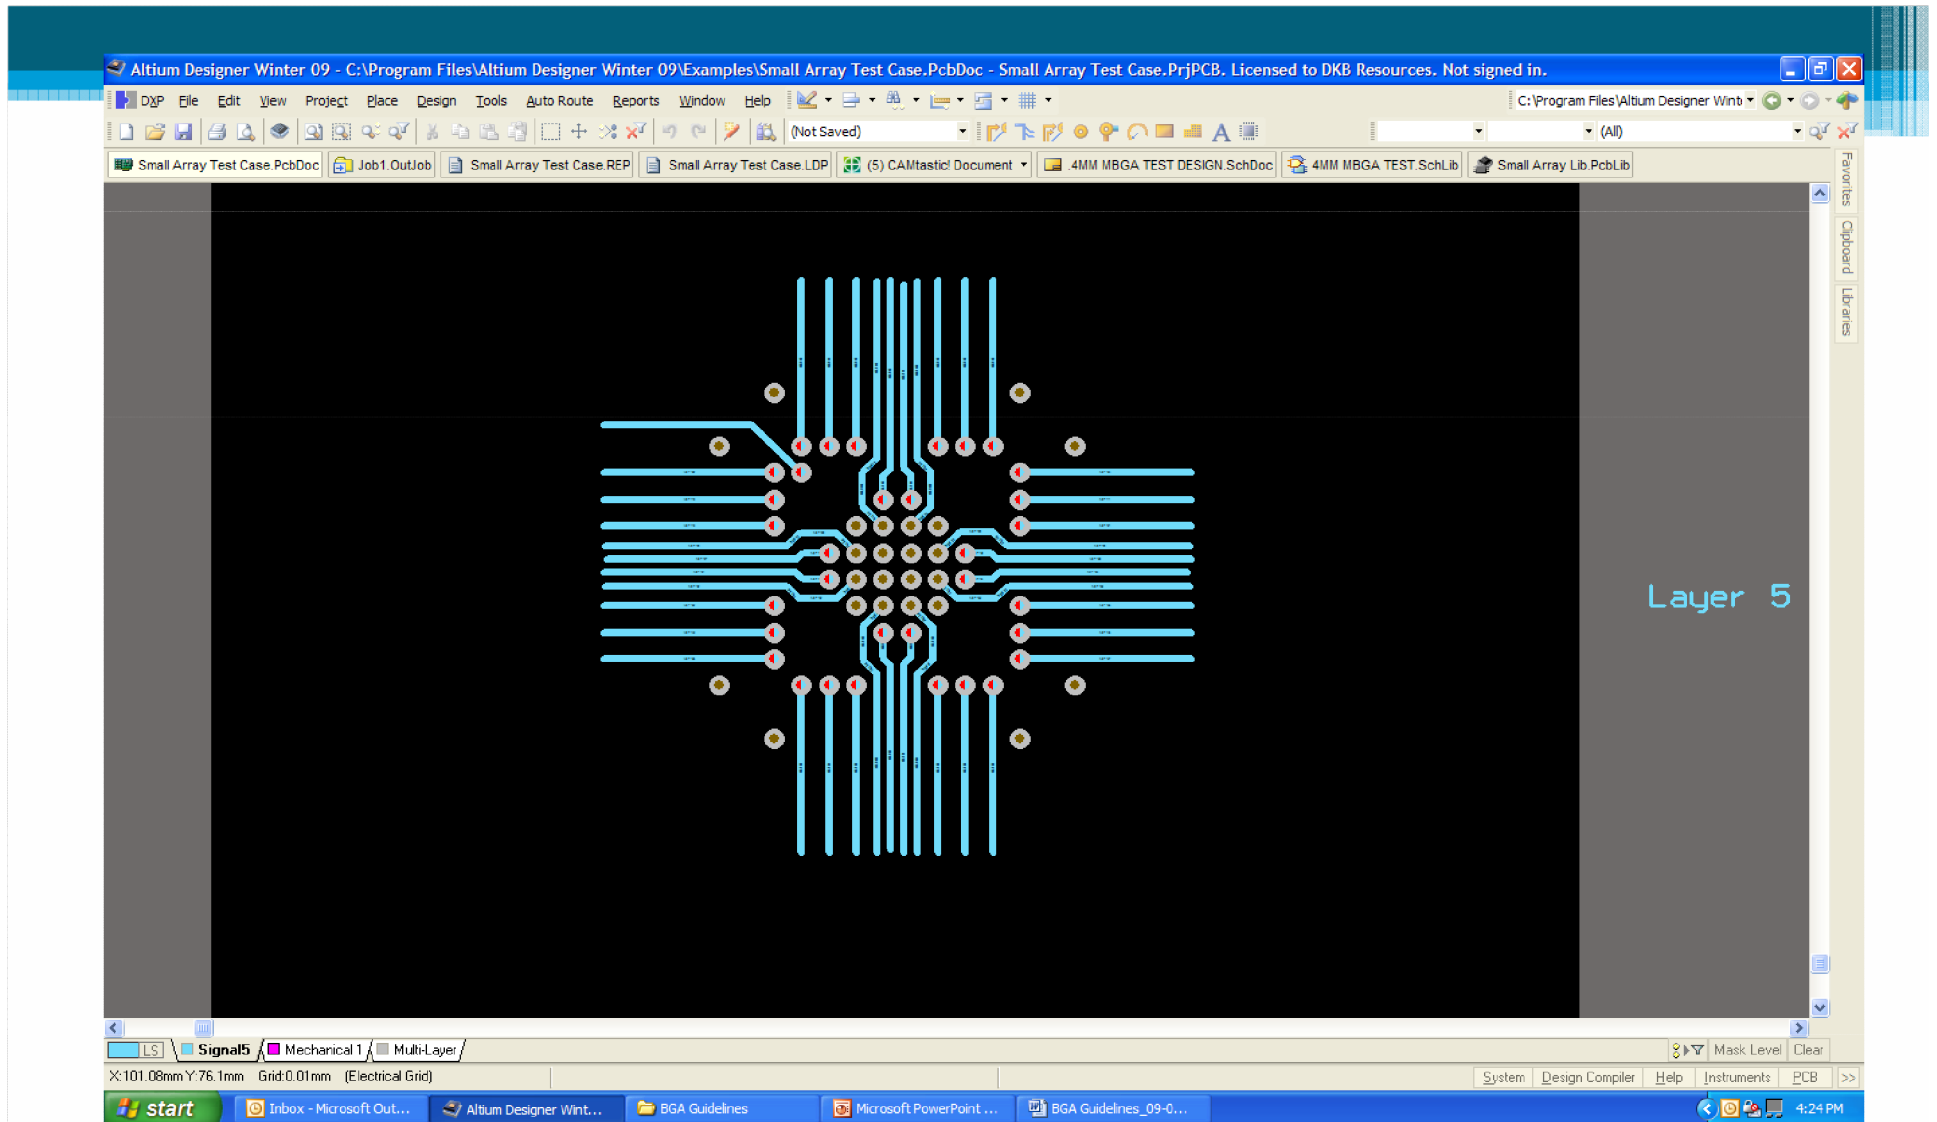 Altium Designer Winter 09 - C:\Program Files\Altium Designer Winter 09\Examples\Small Array Test Case.PcbDoc - Small Array Test Case.PrjPCB. Licensed to DKB Resources. Not signed in.
DXP File Edit View Project Place Design Tools Auto Route Reports Window Help C:\Program Files\Altium Designer Wint
(Not Saved) A (All)
Small Array Test Case.PcbDoc Job1.OutJob Small Array Test Case.REP Small Array Test Case.LDP (5) CAMtastic! Document .4MM MBGA TEST DESIGN.SchDoc 4MM MBGA TEST.SchLib Small Array Lib.PcbLib
Favorites
Clipboard
Libraries
Layer 5
LS Signal5 Mechanical 1 Multi-Layer Mask Level Clear
X:101.08mm Y:76.1mm Grid:0.01mm (Electrical Grid) System Design Compiler Help Instruments PCB >>
start Inbox - Microsoft Out... Altium Designer Wint... BGA Guidelines Microsoft PowerPoint ... BGA Guidelines_09-0... 4:24 PM